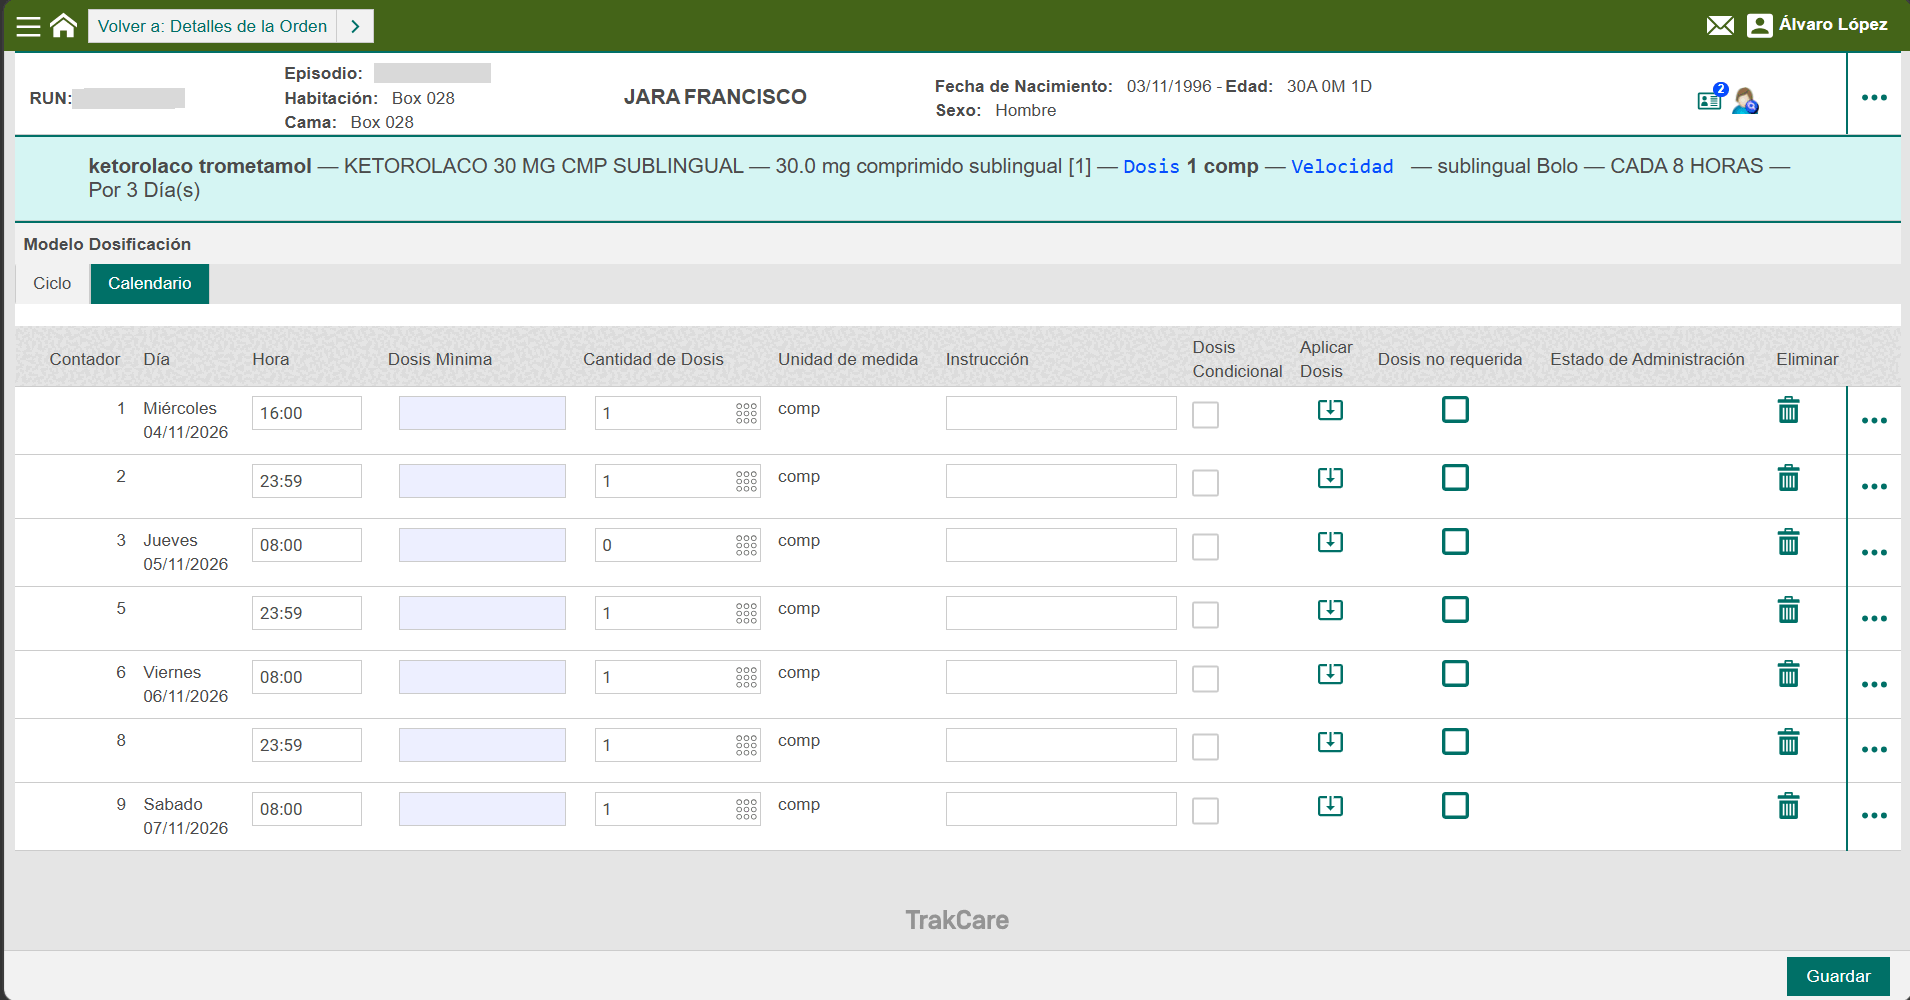 Volver a: Detalles de la Orden
Álvaro López
RUN:
Episodio:
Habitación: Box 028
Cama: Box 028
JARA FRANCISCO
Fecha de Nacimiento: 03/11/1996 - Edad: 30A 0M 1D
Sexo: Hombre
2
ketorolaco trometamol — KETOROLACO 30 MG CMP SUBLINGUAL — 30.0 mg comprimido sublingual [1] — Dosis 1 comp — Velocidad — sublingual Bolo — CADA 8 HORAS —
Por 3 Día(s)
Modelo Dosificación
Ciclo Calendario
Contador Día Hora Dosis Mìnima Cantidad de Dosis Unidad de medida Instrucción Dosis Condicional Aplicar Dosis Dosis no requerida Estado de Administración Eliminar
1 Miércoles 04/11/2026 16:00 1 comp
2 23:59 1 comp
3 Jueves 05/11/2026 08:00 0 comp
5 23:59 1 comp
6 Viernes 06/11/2026 08:00 1 comp
8 23:59 1 comp
9 Sabado 07/11/2026 08:00 1 comp
TrakCare
Guardar